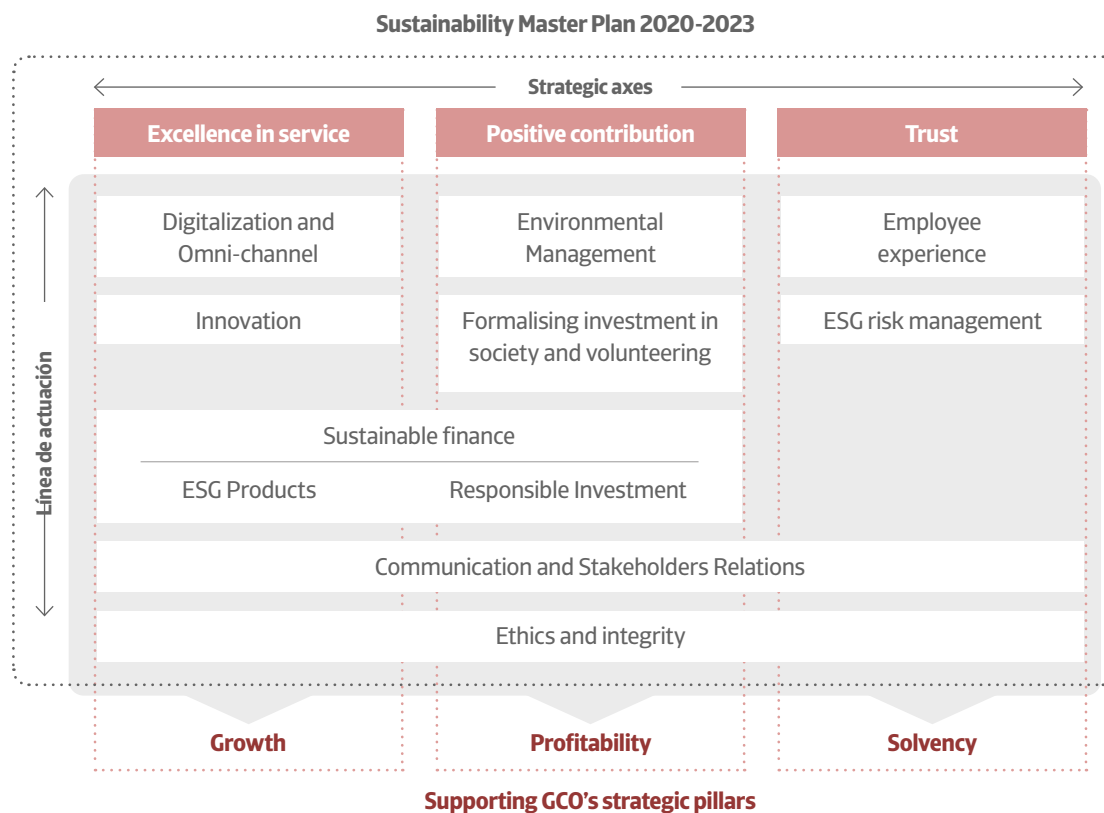 Sustainability Master Plan 2020-2023
Strategic axes
Excellence in service
Positive contribution
Trust
Línea de actuación
Digitalization and
Omni-channel
Environmental
Management
Employee
experience
Innovation
Formalising investment in
society and volunteering
ESG risk management
Sustainable finance
ESG Products
Responsible Investment
Communication and Stakeholders Relations
Ethics and integrity
Growth
Profitability
Solvency
Supporting GCO's strategic pillars